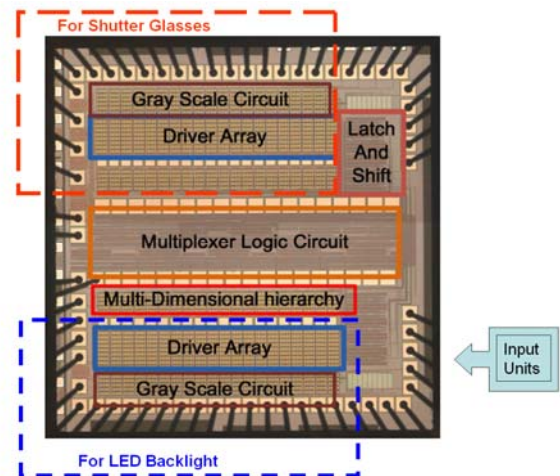 For Shutter Glasses
Gray Scale Circuit
Driver Array
Latch
And
Shift
Multiplexer Logic Circuit
Multi-Dimensional hierarchy
Driver Array
Gray Scale Circuit
Input
Units
For LED Backlight